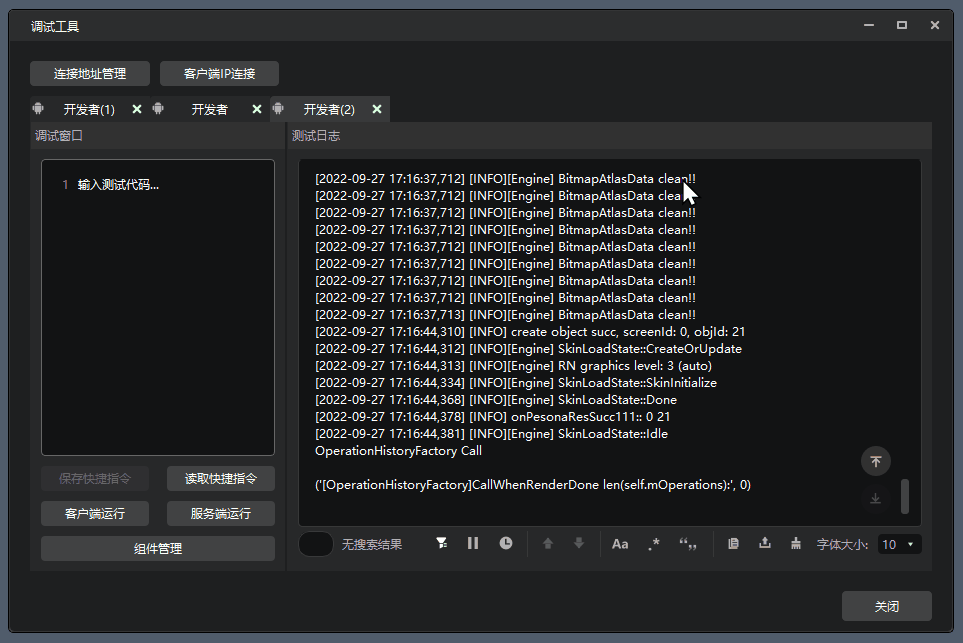 调试工具
连接地址管理
客户端IP连接
开发者(1)
开发者
开发者(2)
调试窗口
测试日志
1 输入测试代码...
[2022-09-27 17:16:37,712] [INFO][Engine] BitmapAtlasData clean!!
[2022-09-27 17:16:37,712] [INFO][Engine] BitmapAtlasData clea
[2022-09-27 17:16:37,712] [INFO][Engine] BitmapAtlasData clean!!
[2022-09-27 17:16:37,712] [INFO][Engine] BitmapAtlasData clean!!
[2022-09-27 17:16:37,712] [INFO][Engine] BitmapAtlasData clean!!
[2022-09-27 17:16:37,712] [INFO][Engine] BitmapAtlasData clean!!
[2022-09-27 17:16:37,712] [INFO][Engine] BitmapAtlasData clean!!
[2022-09-27 17:16:37,712] [INFO][Engine] BitmapAtlasData clean!!
[2022-09-27 17:16:37,713] [INFO][Engine] BitmapAtlasData clean!!
[2022-09-27 17:16:44,310] [INFO] create object succ, screenId: 0, objId: 21
[2022-09-27 17:16:44,312] [INFO][Engine] SkinLoadState::CreateOrUpdate
[2022-09-27 17:16:44,313] [INFO][Engine] RN graphics level: 3 (auto)
[2022-09-27 17:16:44,334] [INFO][Engine] SkinLoadState::SkinInitialize
[2022-09-27 17:16:44,368] [INFO][Engine] SkinLoadState::Done
[2022-09-27 17:16:44,378] [INFO] onPesonaResSucc111:: 0 21
[2022-09-27 17:16:44,381] [INFO][Engine] SkinLoadState::Idle
OperationHistoryFactory Call
('[OperationHistoryFactory]CallWhenRenderDone len(self.mOperations):', 0)
保存快捷指令
读取快捷指令
客户端运行
服务端运行
组件管理
无搜索结果
Aa
.*
“„
字体大小:
10
关闭